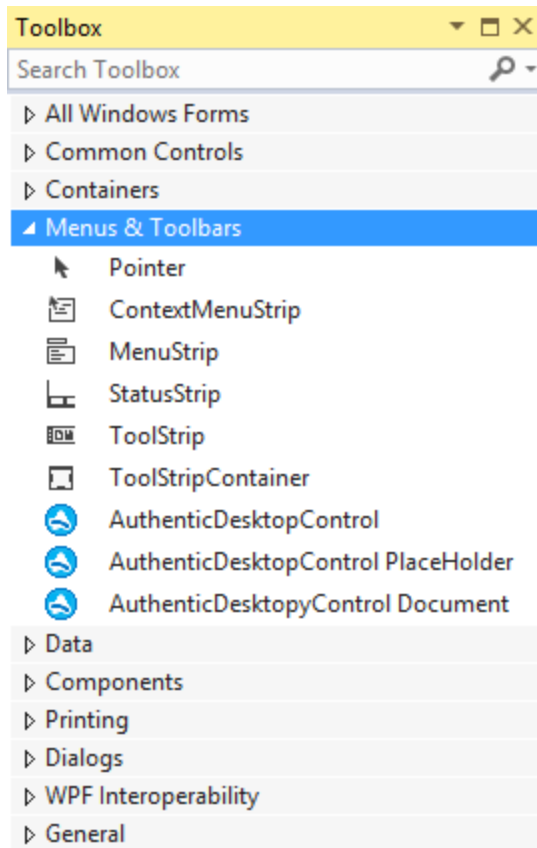 Toolbox
Search Toolbox
All Windows Forms
Common Controls
Containers
Menus & Toolbars
Pointer
ContextMenuStrip
MenuStrip
StatusStrip
ToolStrip
ToolStripContainer
AuthenticDesktopControl
AuthenticDesktopControl PlaceHolder
AuthenticDesktopyControl Document
Data
Components
Printing
Dialogs
WPF Interoperability
General